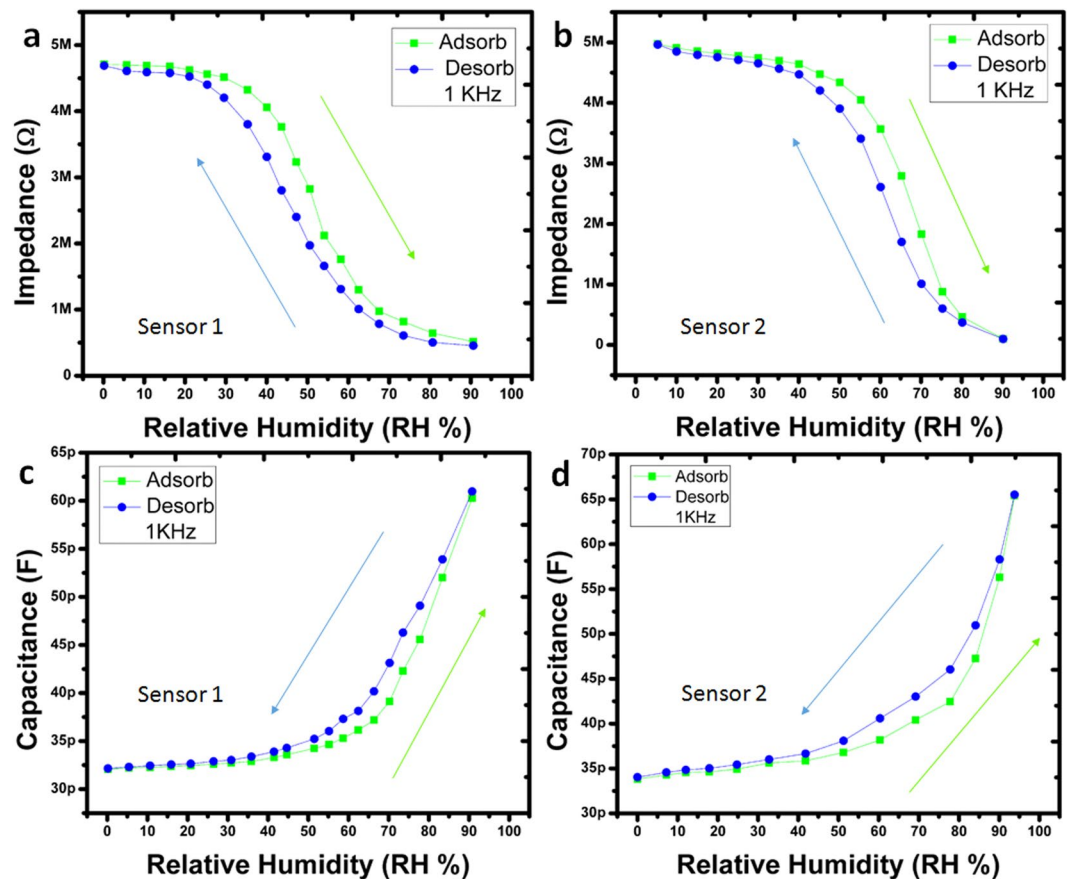 a
Adsorb
Desorb
1 KHz
5M
4M
3M
2M
1M
0
Impedance (Ω)
Sensor 1
0 10 20 30 40 50 60 70 80 90 100
Relative Humidity (RH %)
b
Adsorb
Desorb
1 KHz
5M
4M
3M
2M
1M
0
Impedance (Ω)
Sensor 2
0 10 20 30 40 50 60 70 80 90 100
Relative Humidity (RH %)
c
Adsorb
Desorb
1KHz
65p
60p
55p
50p
45p
40p
35p
30p
Capacitance (F)
Sensor 1
0 10 20 30 40 50 60 70 80 90 100
Relative Humidity (RH %)
d
Adsorb
Desorb
1KHz
70p
65p
60p
55p
50p
45p
40p
35p
30p
Capacitance (F)
Sensor 2
0 10 20 30 40 50 60 70 80 90 100
Relative Humidity (RH %)